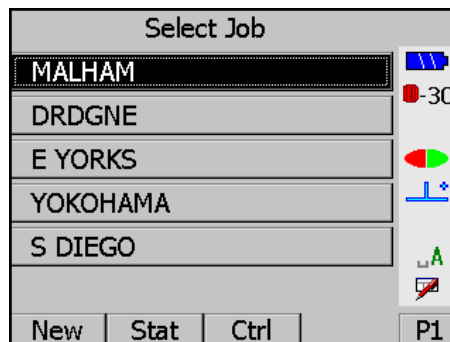 Select Job
MALHAM
-30
DRDGNE
E YORKS
YOKOHAMA
S DIEGO
A
New Stat Ctrl P1